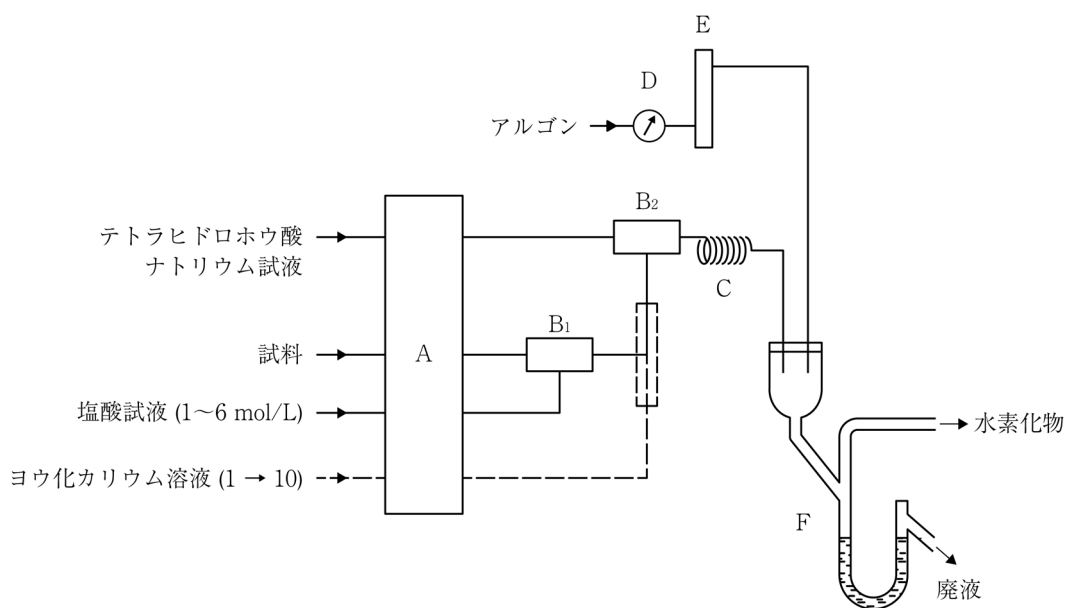 E
D
アルゴン
B₂
テトラヒドロホウ酸
ナトリウム試液
C
B₁
試料
A
塩酸試液 (1～6 mol/L)
水素化物
ヨウ化カリウム溶液 (1 → 10)
F
廃液